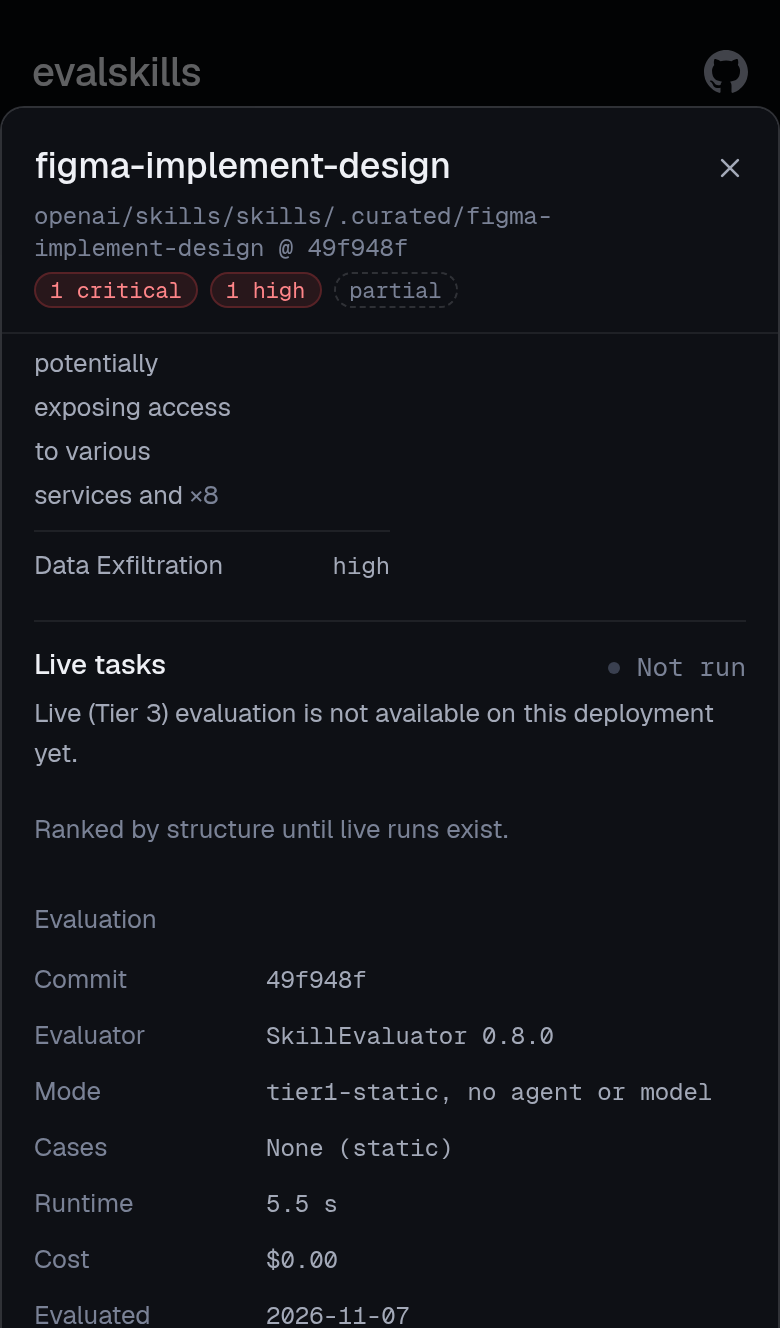 evalskills
figma-implement-design
openai/skills/skills/.curated/figma-
implement-design @ 49f948f
1 critical
1 high
partial
potentially
exposing access
to various
services and ×8
Data Exfiltration high
Live tasks
Not run
Live (Tier 3) evaluation is not available on this deployment
yet.
Ranked by structure until live runs exist.
Evaluation
Commit 49f948f
Evaluator SkillEvaluator 0.8.0
Mode tier1-static, no agent or model
Cases None (static)
Runtime 5.5 s
Cost $0.00
Evaluated 2026-11-07